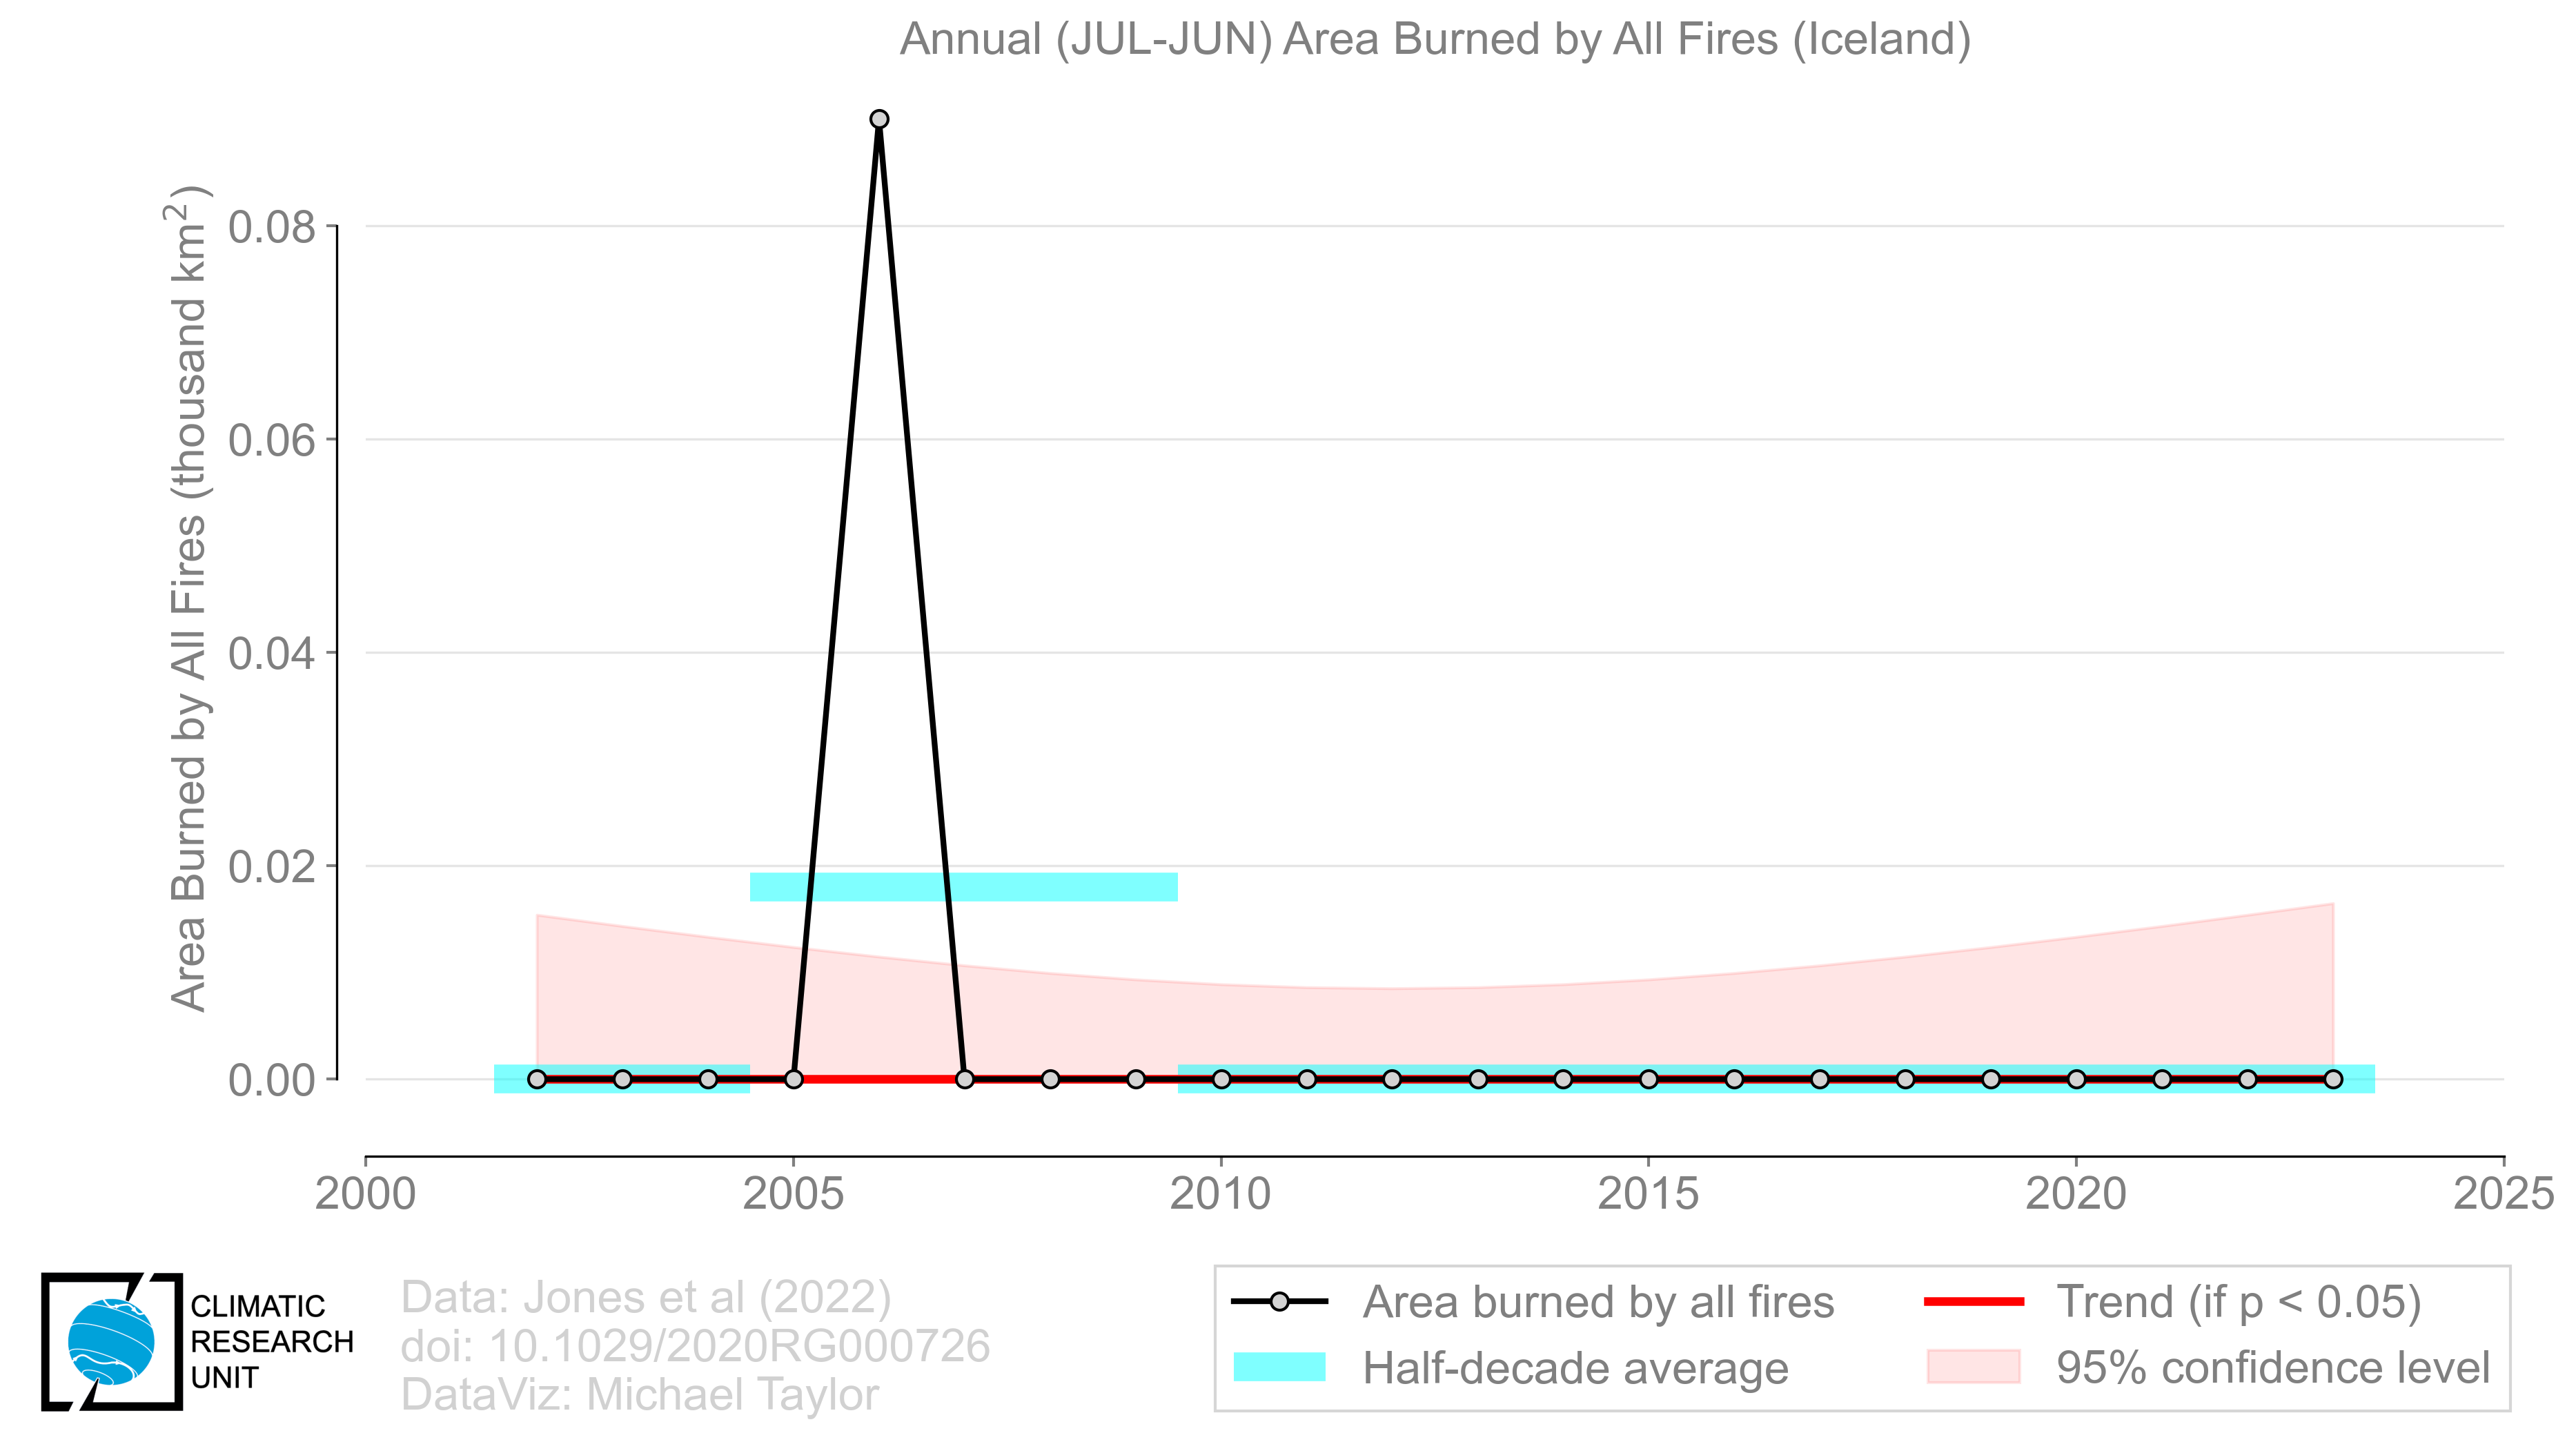 Annual (JUL-JUN) Area Burned by All Fires (Iceland)
Area Burned by All Fires (thousand km²)
0.08
0.06
0.04
0.02
0.00
2000 2005 2010 2015 2020 2025
CLIMATIC
RESEARCH
UNIT
Data: Jones et al (2022)
doi: 10.1029/2020RG000726
DataViz: Michael Taylor
Area burned by all fires
Half-decade average
Trend (if p < 0.05)
95% confidence level